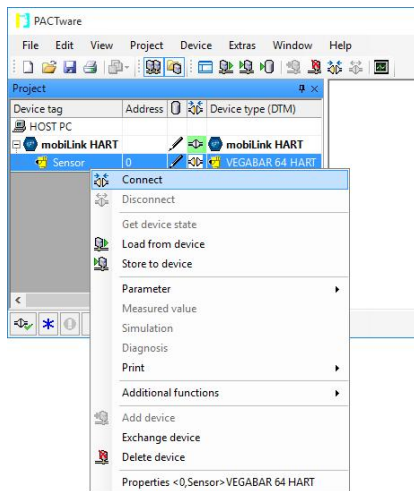 PACTware
File Edit View Project Device Extras Window Help
Project
Device tag Address Device type (DTM)
HOST PC
mobiLink HART mobiLink HART
Sensor 0 VEGABAR 64 HART
Connect
Disconnect
Get device state
Load from device
Store to device
Parameter
Measured value
Simulation
Diagnosis
Print
Additional functions
Add device
Exchange device
Delete device
Properties <0,Sensor>VEGABAR 64 HART